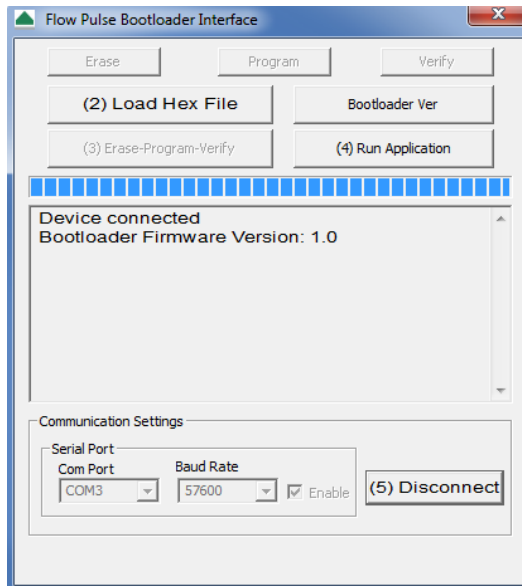 Flow Pulse Bootloader Interface
Erase Program Verify
(2) Load Hex File Bootloader Ver
(3) Erase-Program-Verify (4) Run Application
Device connected
Bootloader Firmware Version: 1.0
Communication Settings
Serial Port
Com Port Baud Rate
COM3 57600 Enable
(5) Disconnect